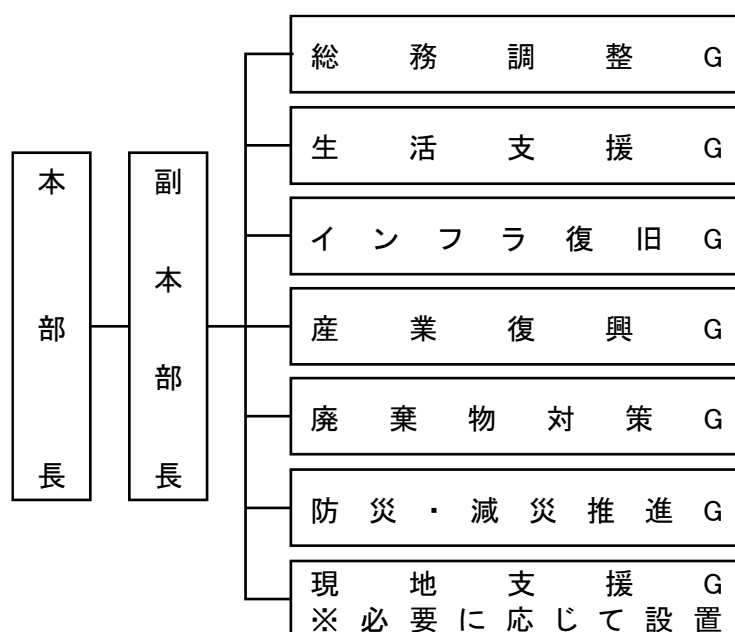 本部長
副本部長
総務調整G
生活支援G
インフラ復旧G
産業復興G
廃棄物対策G
防災・減災推進G
現地支援G
※必要に応じて設置